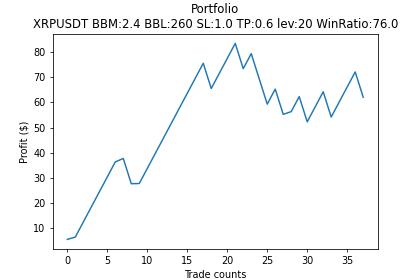 Portfolio
XRPUSDT BBM:2.4 BBL:260 SL:1.0 TP:0.6 lev:20 WinRatio:76.0
80
70
60
50
40
30
20
10
Profit ($)
0 5 10 15 20 25 30 35
Trade counts